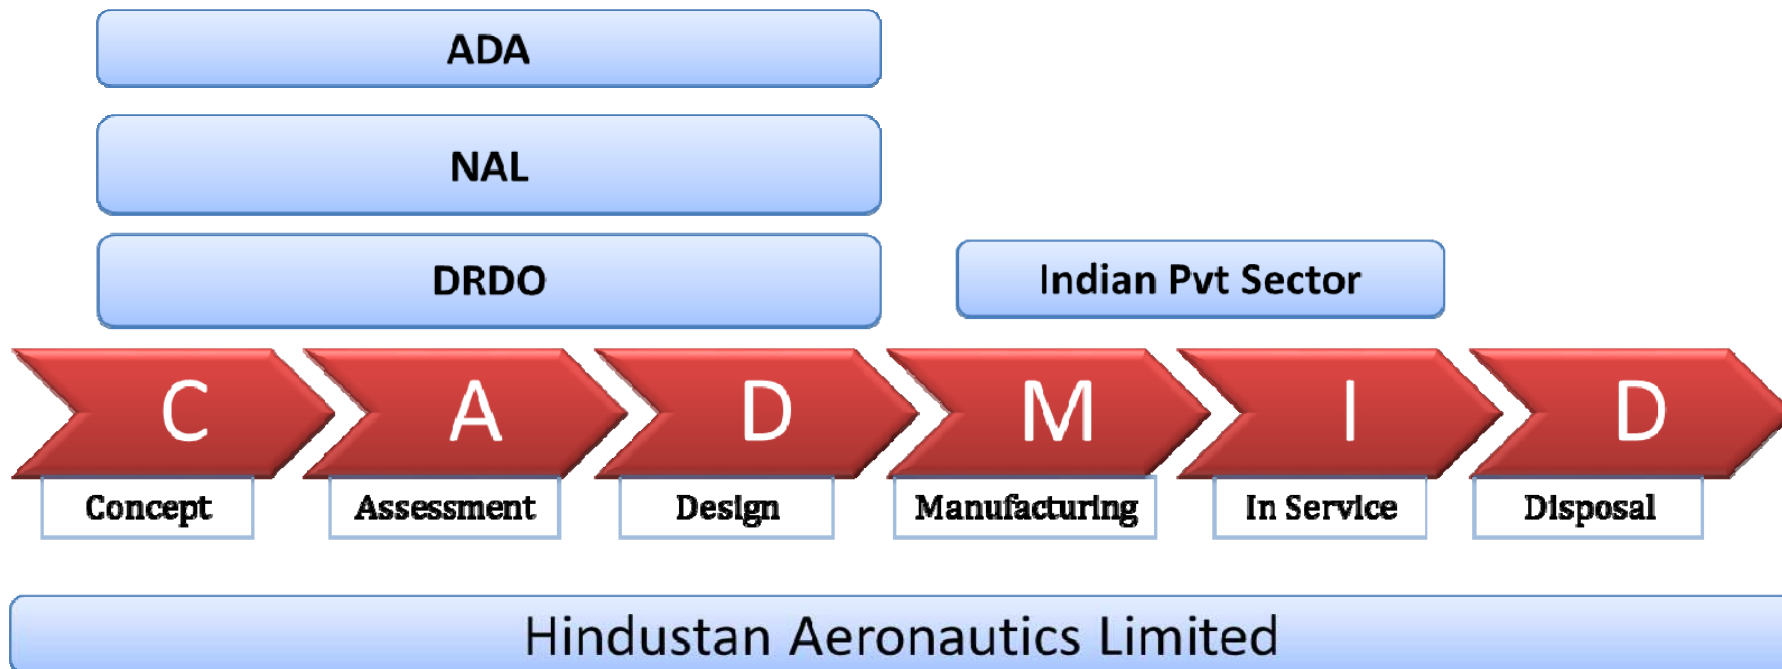 ADA
NAL
DRDO
Indian Pvt Sector
C A D M I D
Concept Assessment Design Manufacturing In Service Disposal
Hindustan Aeronautics Limited